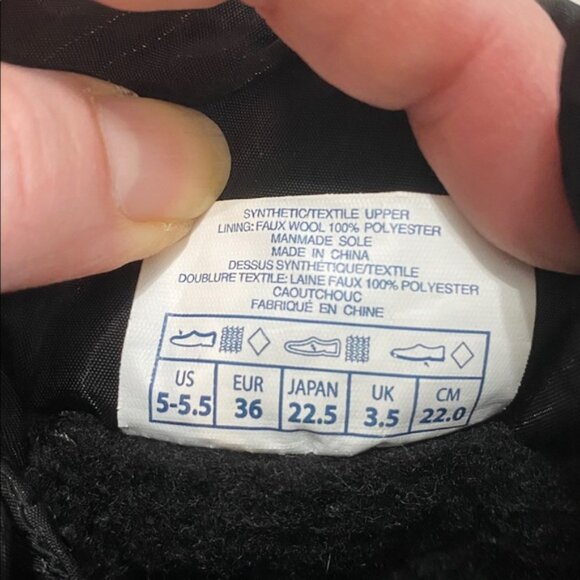 SYNTHETIC/TEXTILE UPPER
LINING: FAUX WOOL 100% POLYESTER
MANMADE SOLE
MADE IN CHINA
DESSUS SYNTHÉTIQUE/TEXTILE
DOUBLURE TEXTILE: LAINE FAUX 100% POLYESTER
CAOUTCHOUC
FABRIQUÉ EN CHINE
US EUR JAPAN UK CM
5-5.5 36 22.5 3.5 22.0